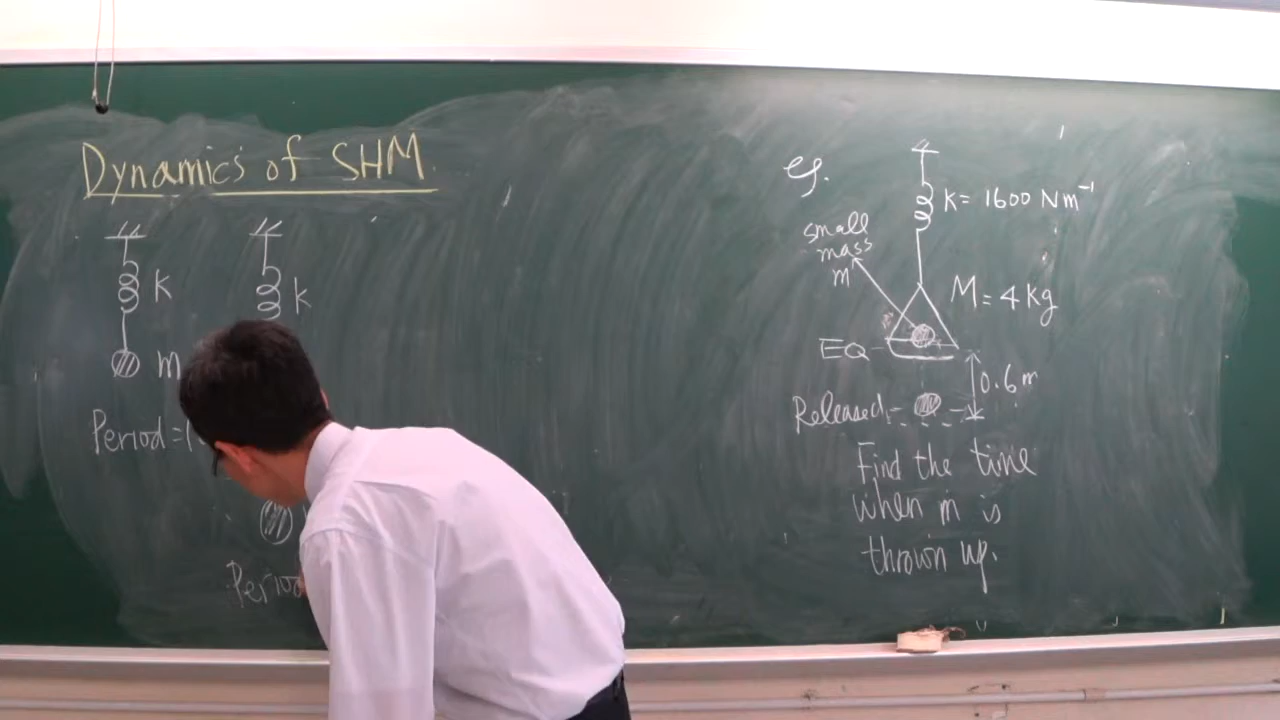 Dynamics of SHM.
k
k
m
Period =
Period
eg.
k = 1600 Nm⁻¹
small
mass
m
M = 4 kg
EQ
0.6 m
Released
Find the time
when m is
thrown up.